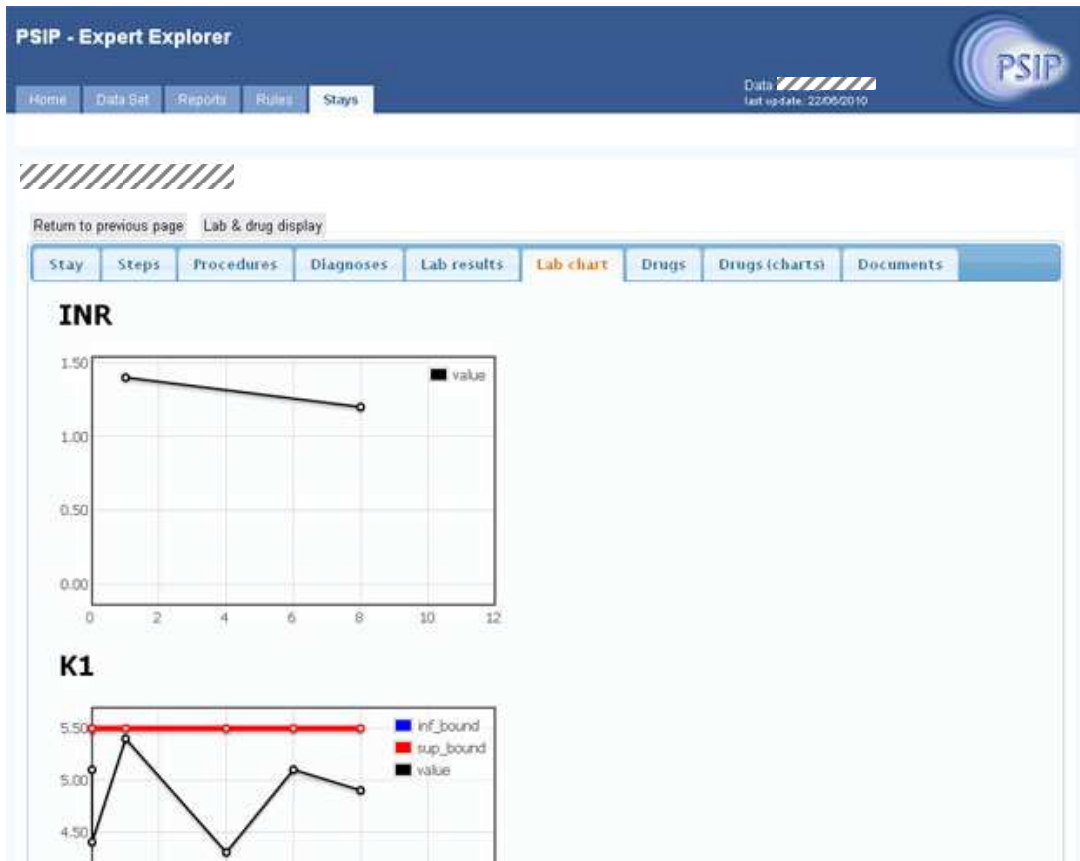 PSIP - Expert Explorer
PSIP
Home Data Set Reports Rules Stays
Data
last update: 22/06/2010
Return to previous page Lab & drug display
Stay Steps Procedures Diagnoses Lab results Lab chart Drugs Drugs (charts) Documents
INR
1.50
value
1.00
0.50
0.00
0 2 4 6 8 10 12
K1
5.50
inf_bound
sup_bound
value
5.00
4.50